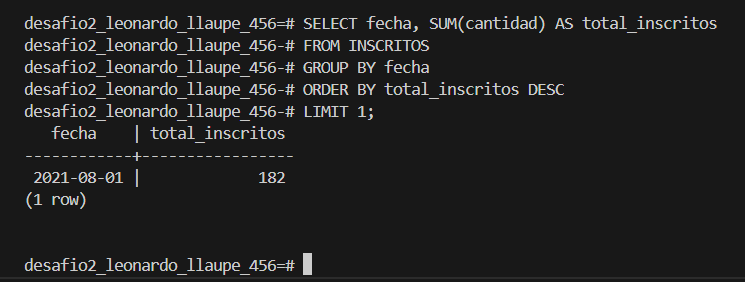 desafio2_leonardo_llaupe_456=# SELECT fecha, SUM(cantidad) AS total_inscritos
desafio2_leonardo_llaupe_456-# FROM INSCRITOS
desafio2_leonardo_llaupe_456-# GROUP BY fecha
desafio2_leonardo_llaupe_456-# ORDER BY total_inscritos DESC
desafio2_leonardo_llaupe_456-# LIMIT 1;
   fecha    | total_inscritos
------------+-----------------
 2021-08-01 |             182
(1 row)
desafio2_leonardo_llaupe_456=#